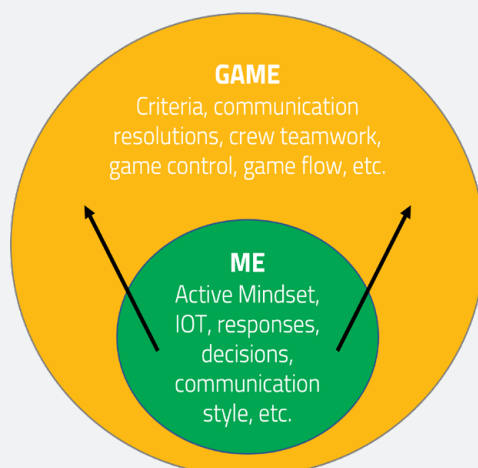 GAME
Criteria, communication
resolutions, crew teamwork,
game control, game flow, etc.
ME
Active Mindset,
IOT, responses,
decisions,
communication
style, etc.